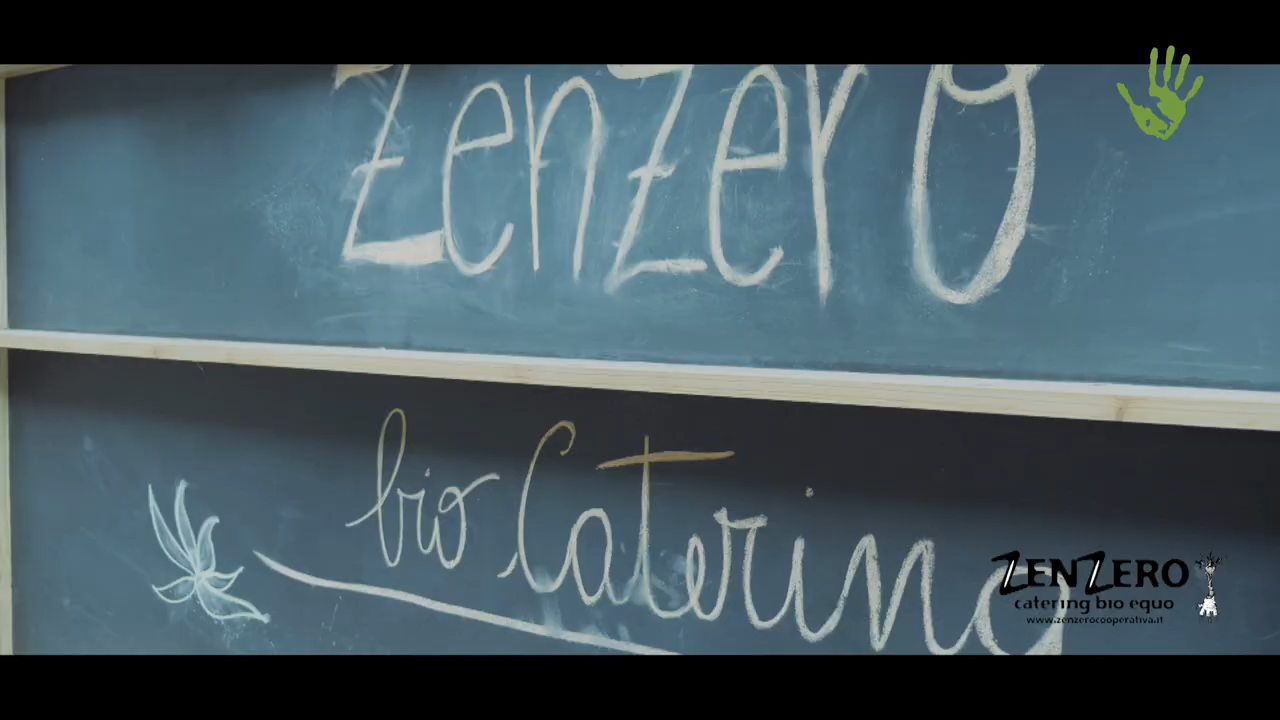 ZenZerO
bio Catering
ZENZERO
catering bio equo
www.zenzerocooperativa.it